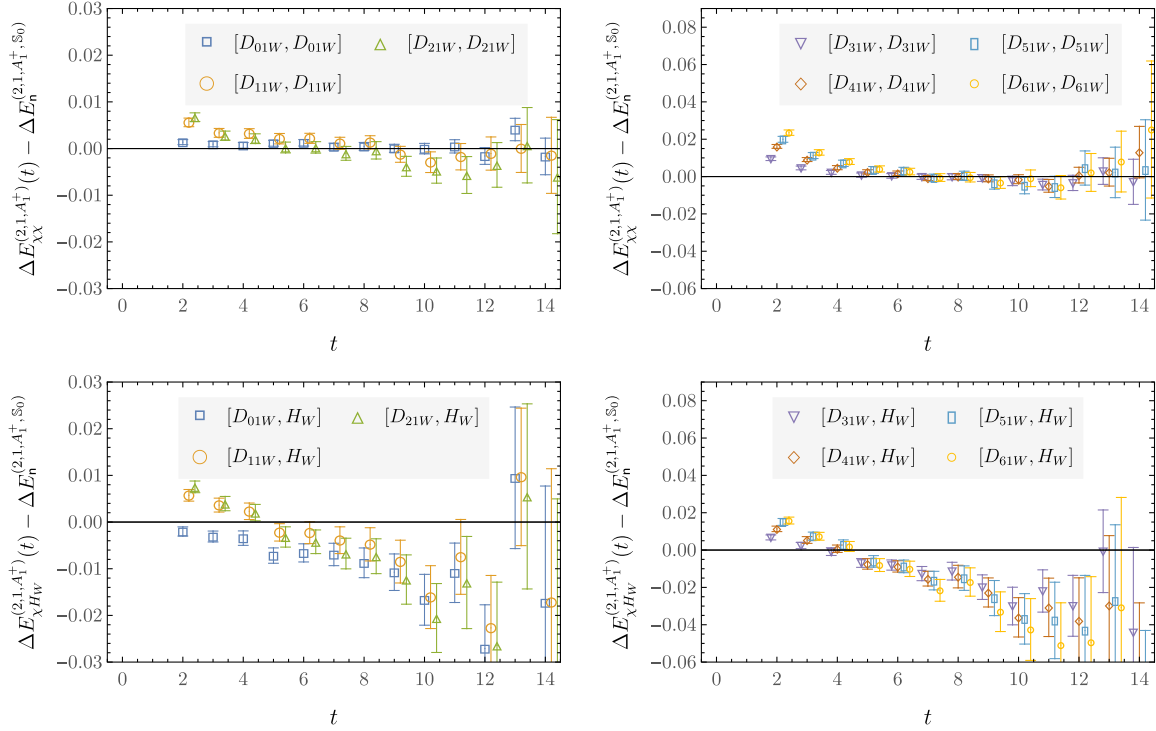 0.03
0.02
0.01
0.00
−0.01
−0.02
−0.03
0 2 4 6 8 10 12 14
t
ΔE_{χχ}^{(2,1,A_1^+)}(t) − ΔE_n^{(2,1,A_1^+,𝕊_0)}
[D_{01W}, D_{01W}] [D_{21W}, D_{21W}]
[D_{11W}, D_{11W}]
0.08
0.06
0.04
0.02
0.00
−0.02
−0.04
−0.06
0 2 4 6 8 10 12 14
t
ΔE_{χχ}^{(2,1,A_1^+)}(t) − ΔE_n^{(2,1,A_1^+,𝕊_0)}
[D_{31W}, D_{31W}] [D_{51W}, D_{51W}]
[D_{41W}, D_{41W}] [D_{61W}, D_{61W}]
0.03
0.02
0.01
0.00
−0.01
−0.02
−0.03
0 2 4 6 8 10 12 14
t
ΔE_{χH_W}^{(2,1,A_1^+)}(t) − ΔE_n^{(2,1,A_1^+,𝕊_0)}
[D_{01W}, H_W] [D_{21W}, H_W]
[D_{11W}, H_W]
0.08
0.06
0.04
0.02
0.00
−0.02
−0.04
−0.06
0 2 4 6 8 10 12 14
t
ΔE_{χH_W}^{(2,1,A_1^+)}(t) − ΔE_n^{(2,1,A_1^+,𝕊_0)}
[D_{31W}, H_W] [D_{51W}, H_W]
[D_{41W}, H_W] [D_{61W}, H_W]